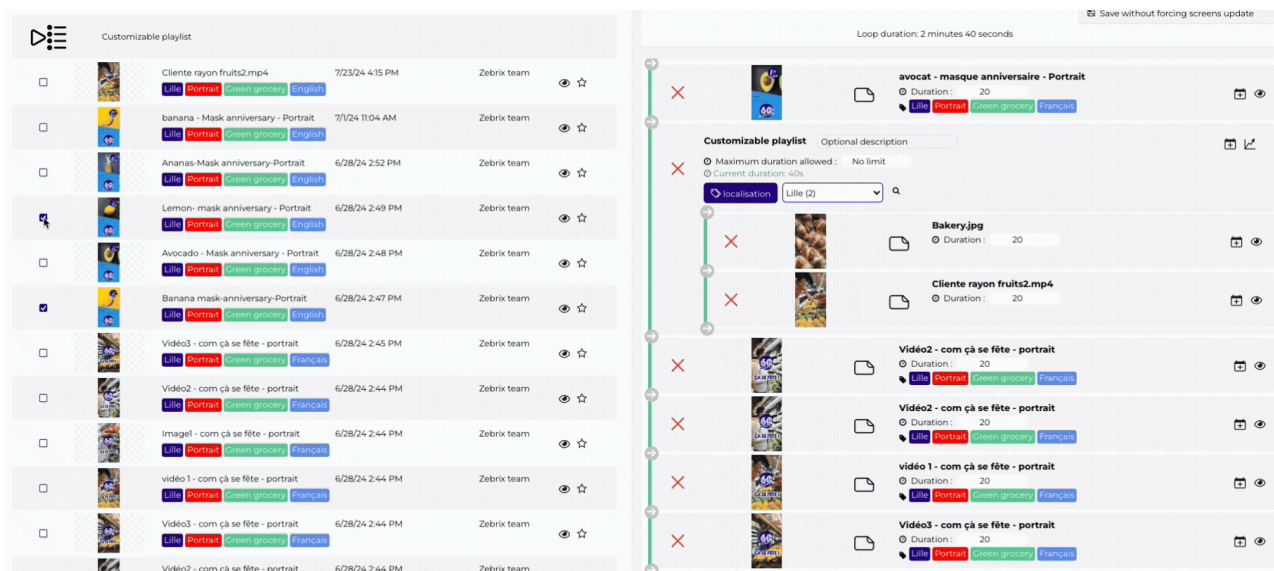 Customizable playlist
Cliente rayon fruits2.mp4 7/23/24 4:15 PM Zebrix team
Lille Portrait Green grocery English
banana - Mask anniversary - Portrait 7/1/24 11:04 AM Zebrix team
Lille Portrait Green grocery English
Ananas-Mask anniversary-Portrait 6/28/24 2:52 PM Zebrix team
Lille Portrait Green grocery English
Lemon- mask anniversary - Portrait 6/28/24 2:49 PM Zebrix team
Lille Portrait Green grocery English
Avocado - Mask anniversary - Portrait 6/28/24 2:48 PM Zebrix team
Lille Portrait Green grocery English
Banana mask-anniversary-Portrait 6/28/24 2:47 PM Zebrix team
Lille Portrait Green grocery English
Vidéo3 - com çà se fête - portrait 6/28/24 2:45 PM Zebrix team
Lille Portrait Green grocery Français
Vidéo2 - com çà se fête - portrait 6/28/24 2:44 PM Zebrix team
Lille Portrait Green grocery Français
Image1 - com çà se fête - portrait 6/28/24 2:44 PM Zebrix team
Lille Portrait Green grocery Français
vidéo 1 - com çà se fête - portrait 6/28/24 2:44 PM Zebrix team
Lille Portrait Green grocery Français
Vidéo3 - com çà se fête - portrait 6/28/24 2:44 PM Zebrix team
Lille Portrait Green grocery Français
Vidéo2 - com çà se fête - portrait 6/28/24 2:44 PM Zebrix team
Save without forcing screens update
Loop duration: 2 minutes 40 seconds
avocat - masque anniversaire - Portrait
Duration : 20
Lille Portrait Green grocery Français
Customizable playlist Optional description
Maximum duration allowed : No limit
Current duration: 40s
localisation Lille (2)
Bakery.jpg
Duration : 20
Cliente rayon fruits2.mp4
Duration : 20
Vidéo2 - com çà se fête - portrait
Duration : 20
Lille Portrait Green grocery Français
Vidéo2 - com çà se fête - portrait
Duration : 20
Lille Portrait Green grocery Français
vidéo 1 - com çà se fête - portrait
Duration : 20
Lille Portrait Green grocery Français
Vidéo3 - com çà se fête - portrait
Duration : 20
Lille Portrait Green grocery Français